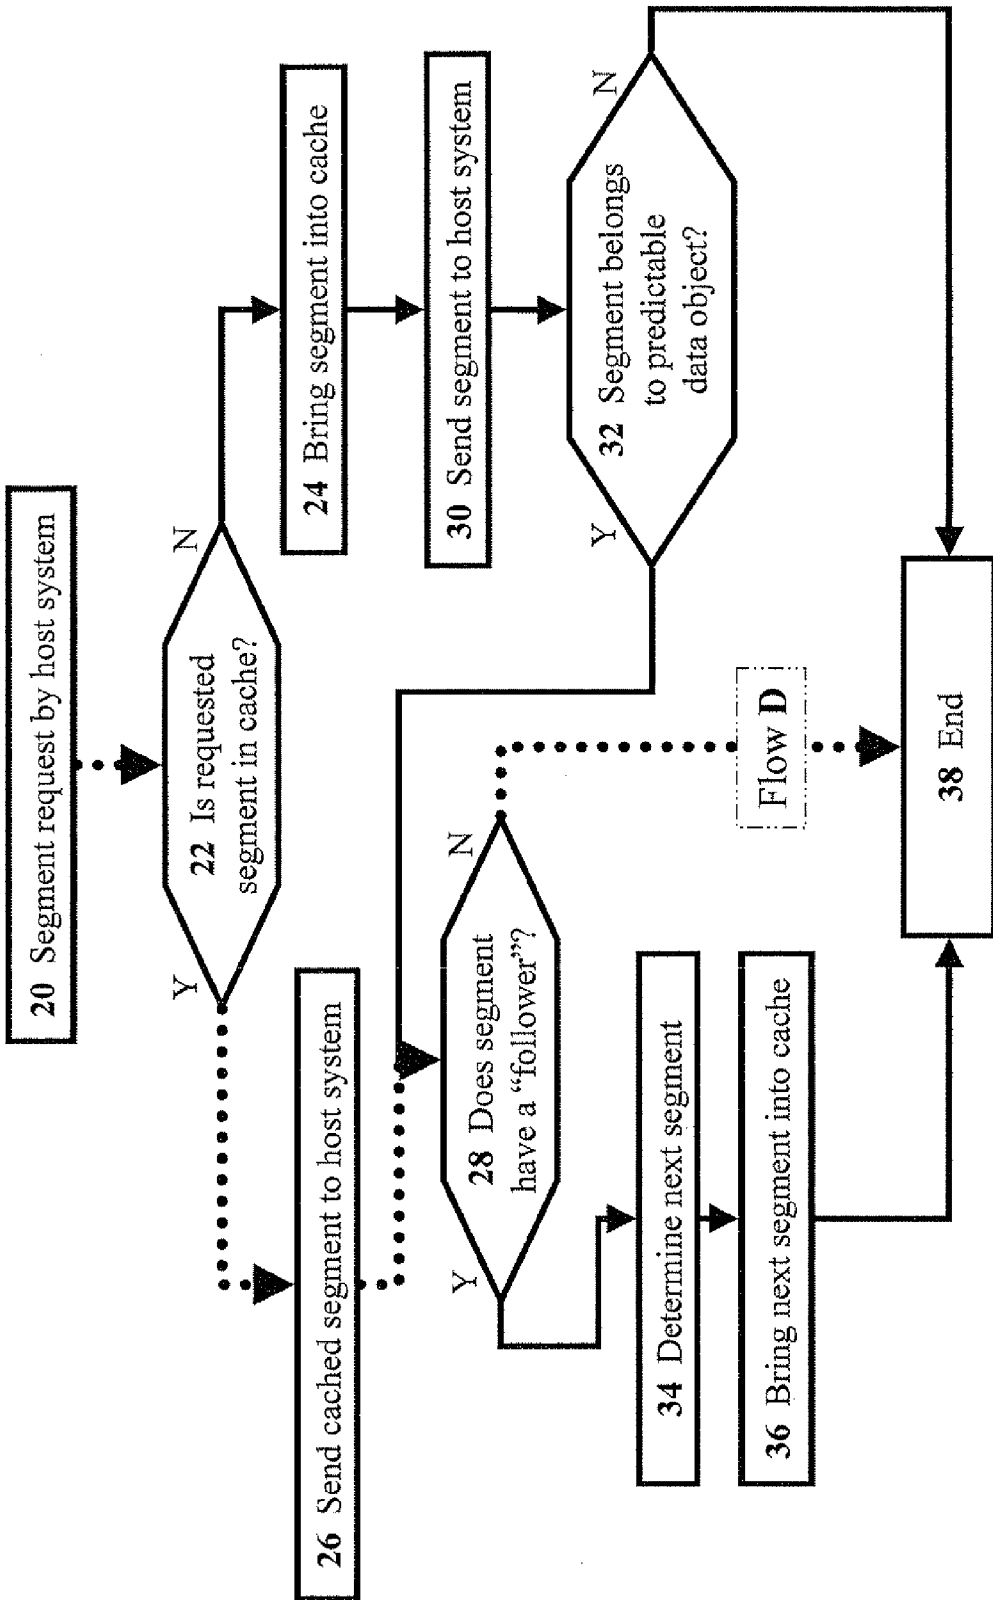 20 Segment request by host system
22 Is requested
segment in cache?
Y
N
24 Bring segment into cache
26 Send cached segment to host system
30 Send segment to host system
28 Does segment
have a “follower”?
Y
N
32 Segment belongs
to predictable
data object?
Y
N
34 Determine next segment
36 Bring next segment into cache
Flow D
38 End